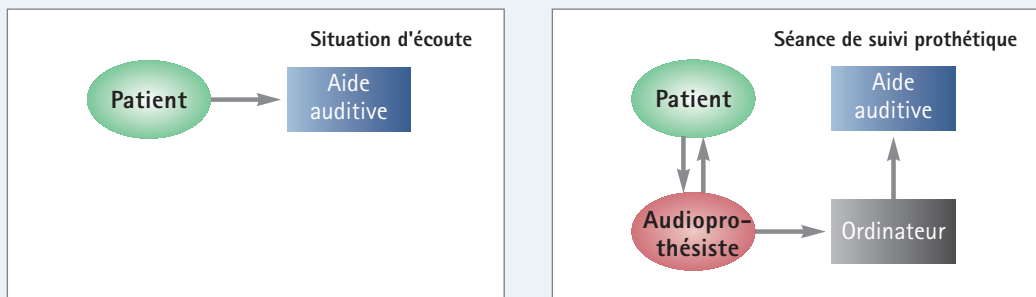 Situation d'écoute
Patient
Aide
auditive
Séance de suivi prothétique
Patient
Aide
auditive
Audiopro-
thésiste
Ordinateur